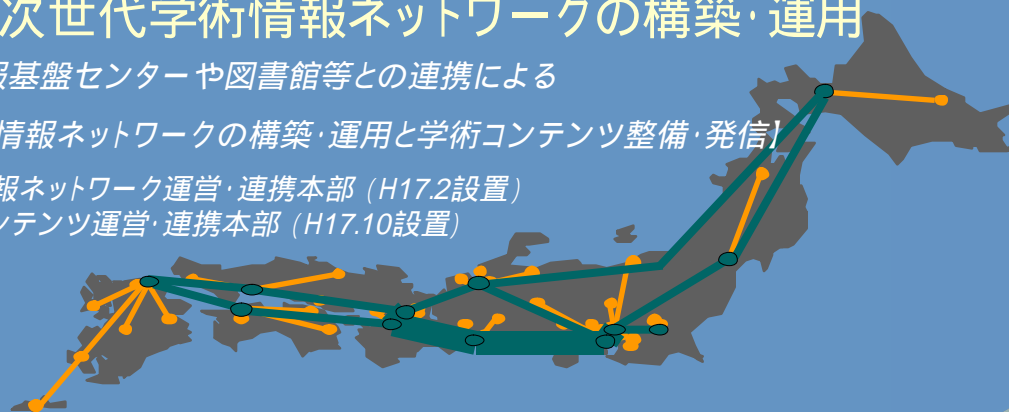 次世代学術情報ネットワークの構築・運用
報基盤センターや図書館等との連携による
情報ネットワークの構築・運用と学術コンテンツ整備・発信】
報ネットワーク運営・連携本部（H17.2設置）
ンテンツ運営・連携本部（H17.10設置）